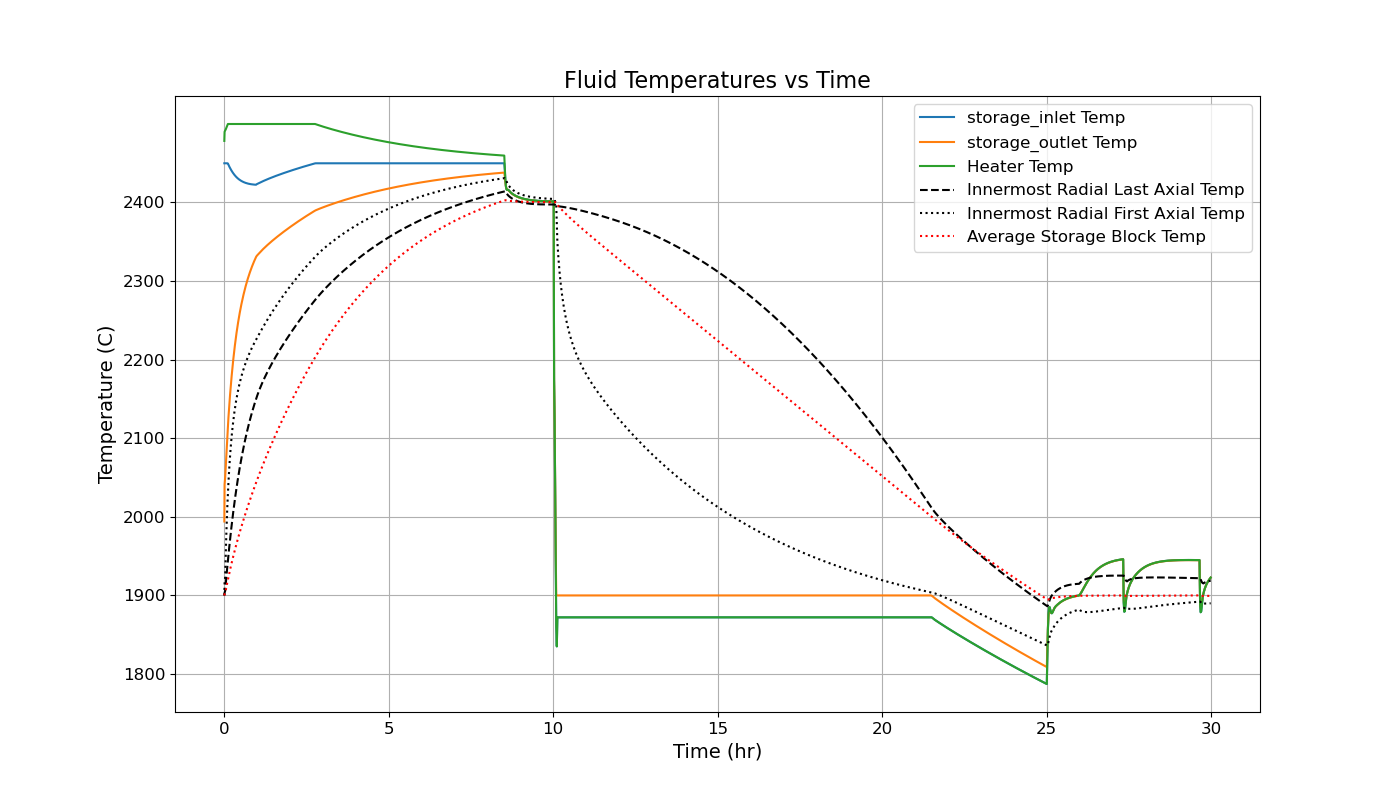 Fluid Temperatures vs Time
storage_inlet Temp
storage_outlet Temp
Heater Temp
Innermost Radial Last Axial Temp
Innermost Radial First Axial Temp
Average Storage Block Temp
Temperature (C)
2400
2300
2200
2100
2000
1900
1800
0 5 10 15 20 25 30
Time (hr)